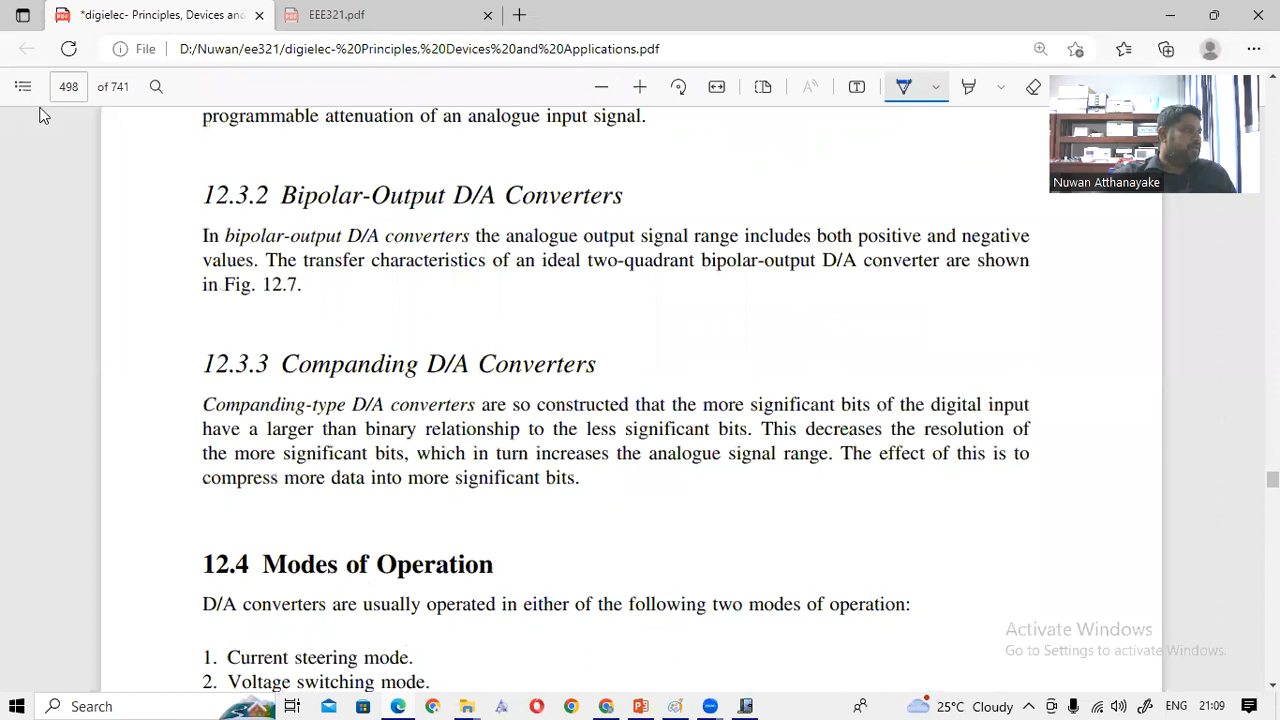 *digielec- Principles, Devices and
EEE321.pdf
File
D:/Nuwan/ee321/digielec-%20Principles,%20Devices%20and%20Applications.pdf
498 of 741
programmable attenuation of an analogue input signal.
12.3.2 Bipolar-Output D/A Converters
In bipolar-output D/A converters the analogue output signal range includes both positive and negative
values. The transfer characteristics of an ideal two-quadrant bipolar-output D/A converter are shown
in Fig. 12.7.
12.3.3 Companding D/A Converters
Companding-type D/A converters are so constructed that the more significant bits of the digital input
have a larger than binary relationship to the less significant bits. This decreases the resolution of
the more significant bits, which in turn increases the analogue signal range. The effect of this is to
compress more data into more significant bits.
12.4 Modes of Operation
D/A converters are usually operated in either of the following two modes of operation:
1. Current steering mode.
2. Voltage switching mode.
Nuwan Atthanayake
Activate Windows
Go to Settings to activate Windows.
Search
25°C Cloudy
ENG
21:09